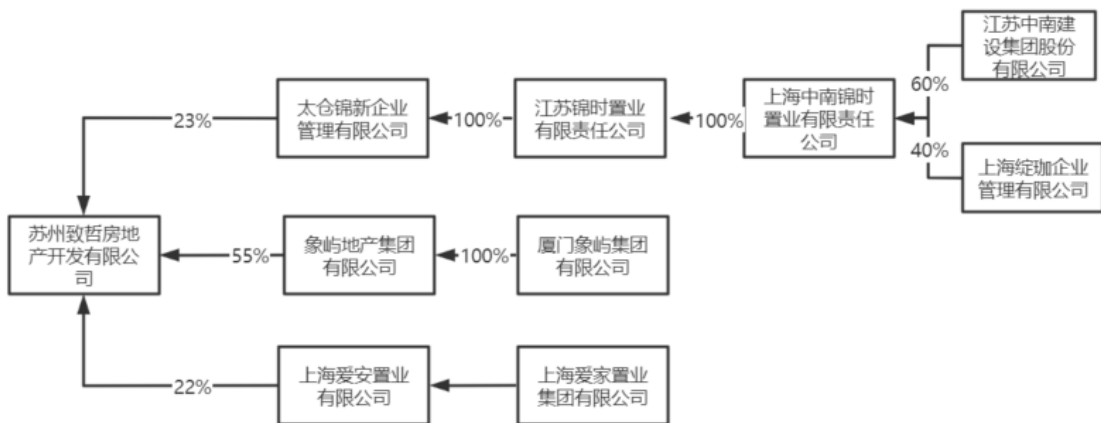 江苏中南建
设集团股份
有限公司
60%
太仓锦新企业
管理有限公司
江苏锦时置业
有限责任公司
上海中南锦时
置业有限责任
公司
23%
100%
100%
40%
上海绽珈企业
管理有限公司
苏州致哲房地
产开发有限公
司
55%
象屿地产集团
有限公司
100%
厦门象屿集团
有限公司
22%
上海爱安置业
有限公司
上海爱家置业
集团有限公司